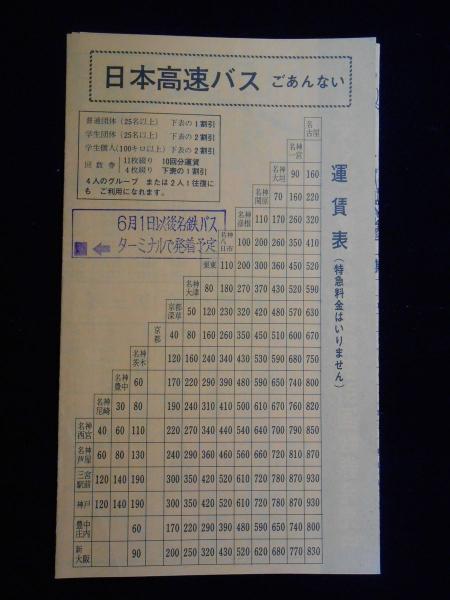 日本高速バス ごあんない
普通団体(25名以上) 下表の1割引
学生団体(25名以上) 下表の2割引
学生個人(100キロ以上) 下表の2割引
回数券 11枚綴り 10回分運賃
4枚綴り 下表の1割引
4人のグループ または2人1往復に
も ご利用になれます。
6月1日以後名鉄バス
ターミナルで発着予定
運賃表(特急料金はいりません)
名古屋
名神一宮 90 160
名神大垣 70 160 220
名神関原 110 170 260 320
名神彦根 100 200 260 350 410
名神八日市 110 200 300 360 450 520
栗東 80 180 270 370 430 520 590
名神大津 50 120 230 320 420 480 570 630
京都深草 40 80 160 260 350 450 510 600 670
京都 120 160 240 340 430 530 590 680 750
名神茨木 60 170 220 290 390 480 590 650 740 800
名神豊中 30 80 190 240 310 410 500 610 670 760 820
名神尼崎
名神西宮 40 60 110 220 270 340 440 540 640 700 790 850
名神芦屋 60 80 130 240 290 360 460 560 660 720 820 870
三宮駅前 120 140 190 300 350 420 520 610 720 780 870 930
神戸 120 140 190 300 350 420 520 610 720 780 870 930
豊中庄内 60 170 220 290 390 480 590 650 740 800
新大阪 90 200 250 320 430 520 620 680 770 830